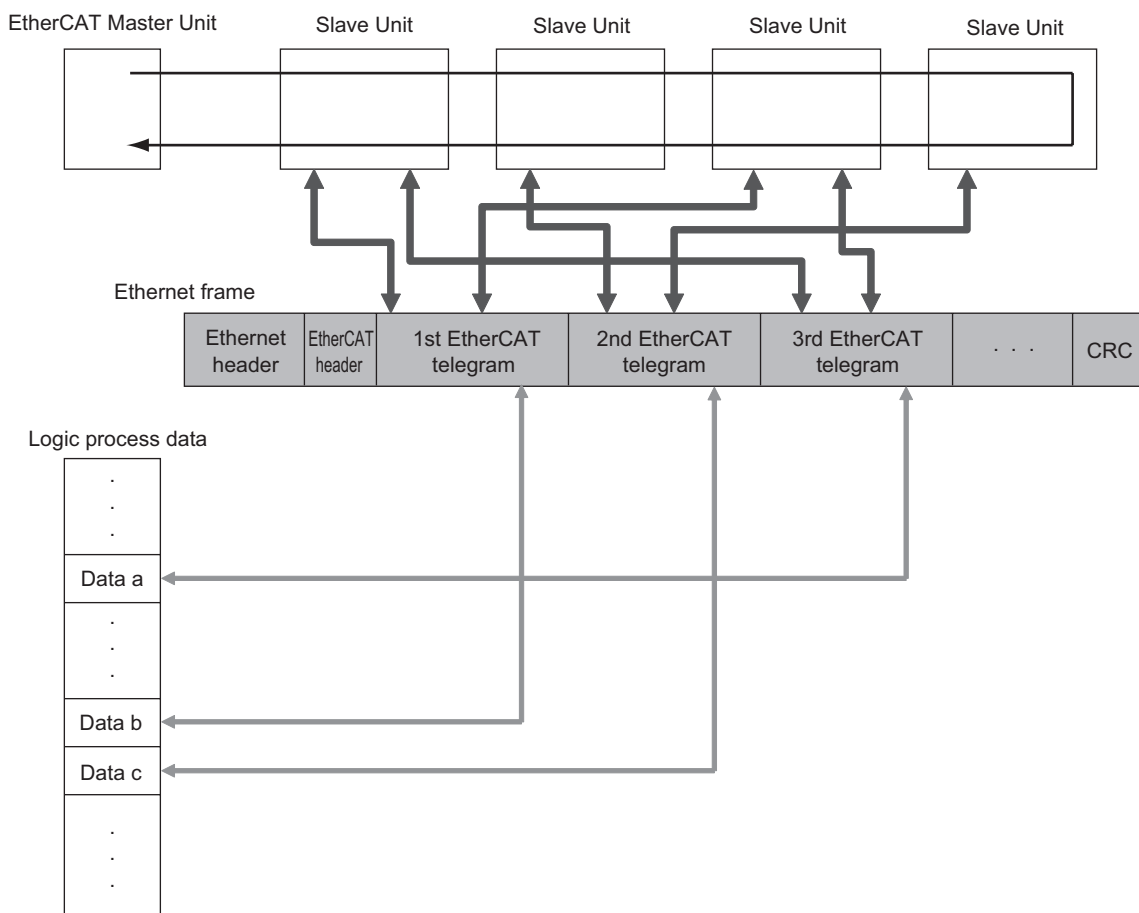 EtherCAT Master Unit
Slave Unit
Slave Unit
Slave Unit
Slave Unit
Ethernet frame
Ethernet
header
EtherCAT
header
1st EtherCAT
telegram
2nd EtherCAT
telegram
3rd EtherCAT
telegram
· · ·
CRC
Logic process data
·
·
·
Data a
·
·
·
Data b
Data c
·
·
·